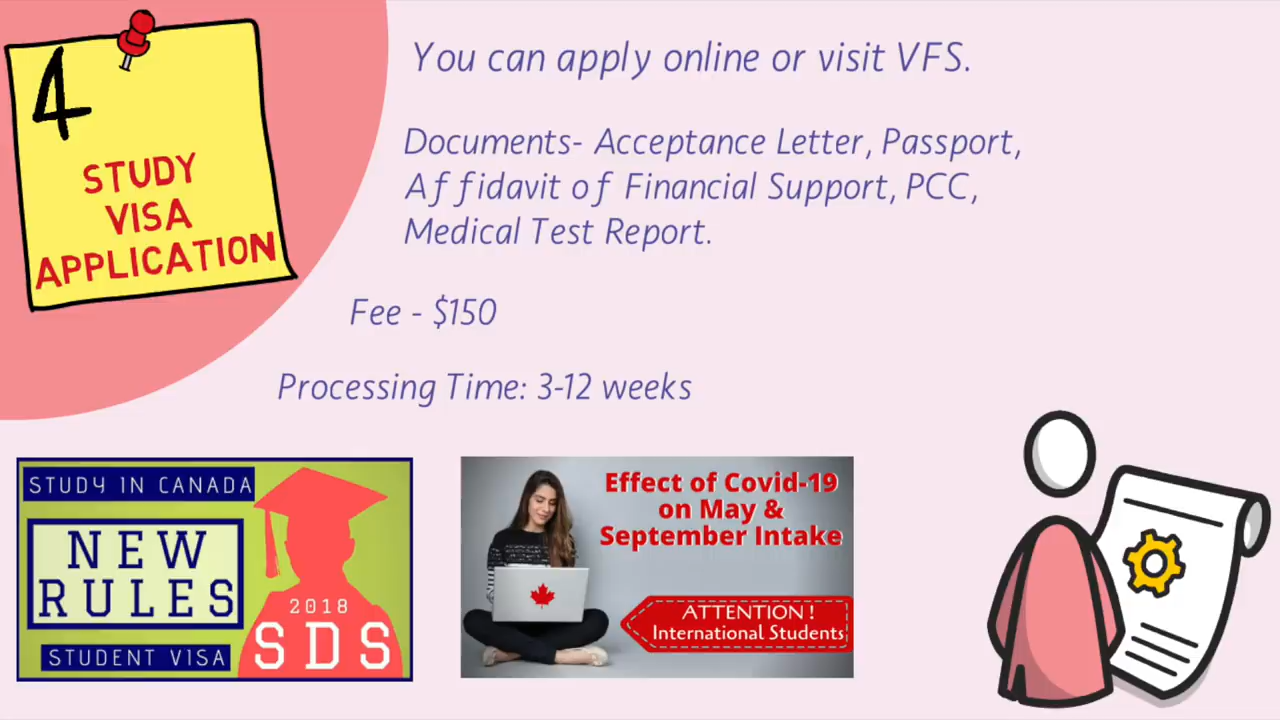 4
STUDY
VISA
APPLICATION
You can apply online or visit VFS.
Documents- Acceptance Letter, Passport,
Affidavit of Financial Support, PCC,
Medical Test Report.
Fee - $150
Processing Time: 3-12 weeks
STUDY IN CANADA
NEW
RULES
2018
SDS
STUDENT VISA
Effect of Covid-19
on May &
September Intake
ATTENTION !
International Students